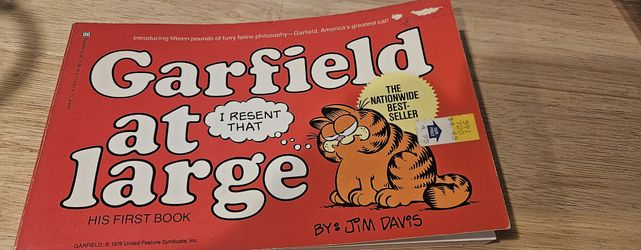 Introducing fifteen pounds of furry feline philosophy—Garfield, America's greatest cat!
Garfield
at
large
I RESENT
THAT
THE
NATIONWIDE
BEST-
SELLER
HIS FIRST BOOK
BY: JIM DAVIS
GARFIELD: © 1978 United Feature Syndicate, Inc.